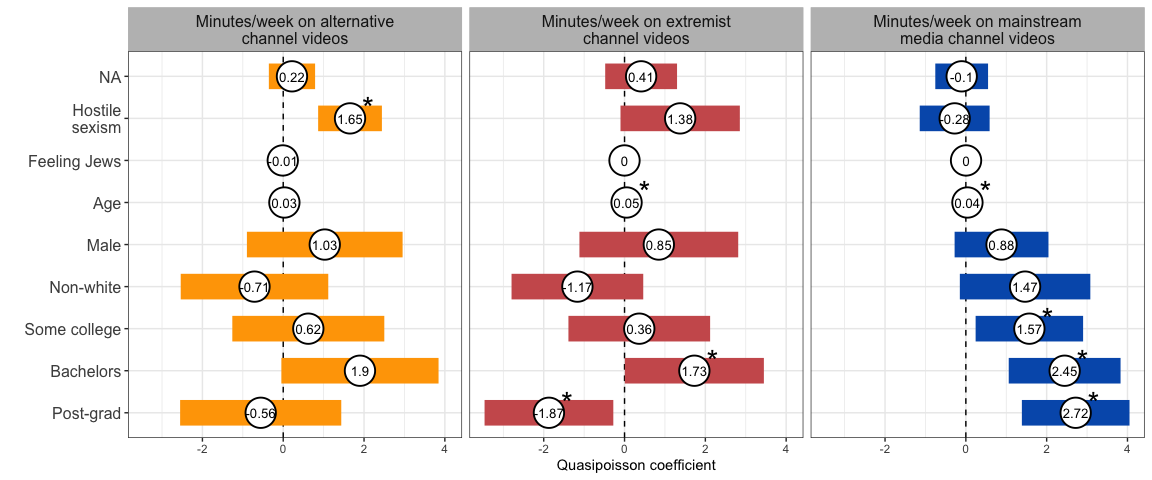 Minutes/week on alternative
channel videos
Minutes/week on extremist
channel videos
Minutes/week on mainstream
media channel videos
NA
0.22
0.41
-0.1
Hostile
sexism
1.65
*
1.38
-0.28
Feeling Jews
-0.01
0
0
Age
0.03
0.05
*
0.04
*
Male
1.03
0.85
0.88
Non-white
-0.71
-1.17
1.47
Some college
0.62
0.36
1.57
*
Bachelors
1.9
1.73
*
2.45
*
Post-grad
-0.56
-1.87
*
2.72
*
-2
0
2
4
-2
0
2
4
-2
0
2
4
Quasipoisson coefficient